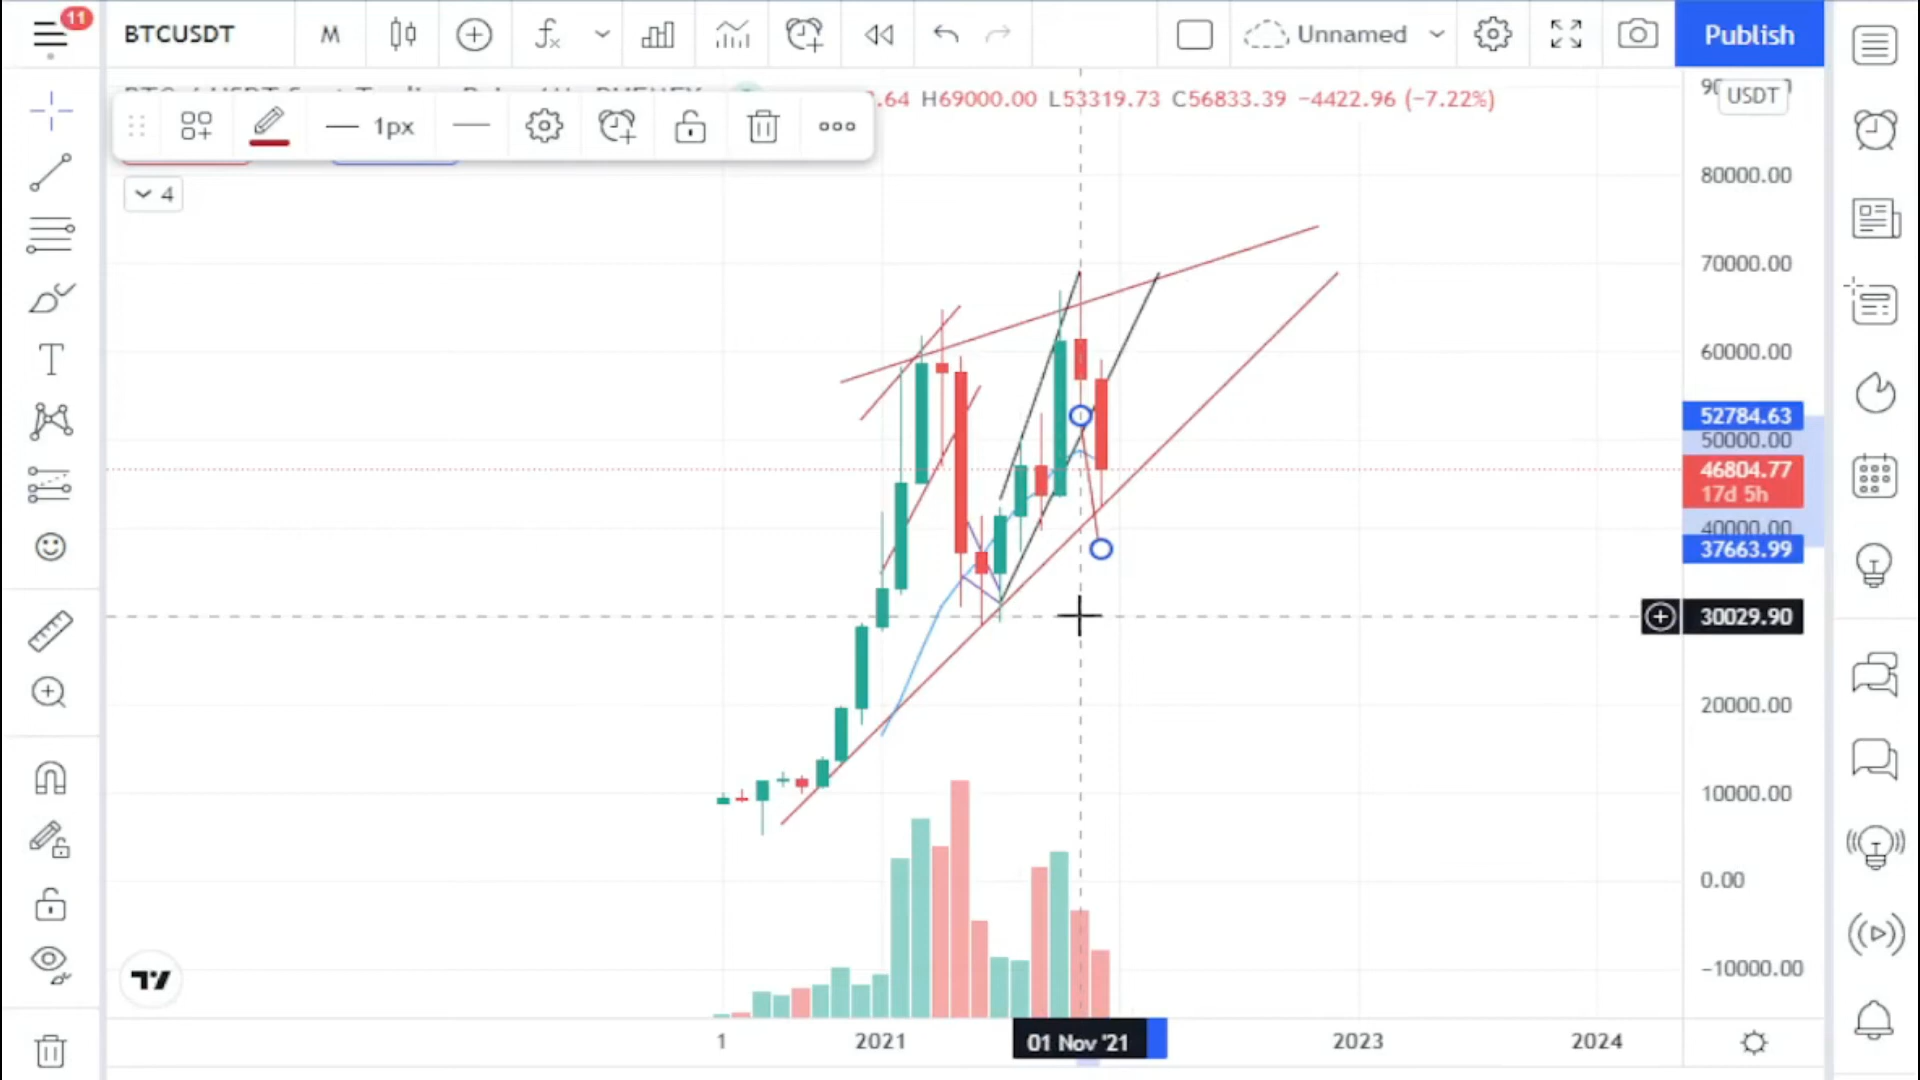 11
BTCUSDT
M
Unnamed
Publish
1px
.64 H69000.00 L53319.73 C56833.39 −4422.96 (−7.22%)
USDT
4
80000.00
70000.00
60000.00
52784.63
50000.00
46804.77
17d 5h
40000.00
37663.99
30029.90
20000.00
10000.00
0.00
−10000.00
1
2021
01 Nov '21
2023
2024